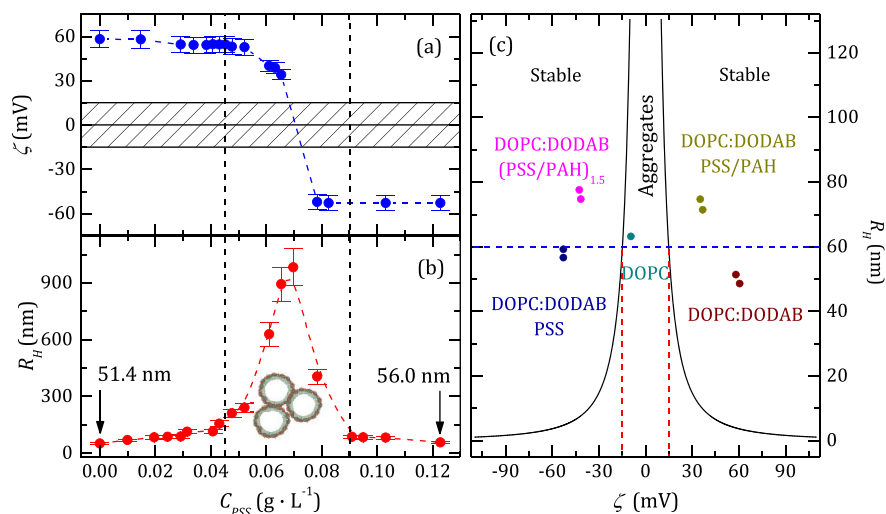 60
30
0
-30
-60
ζ (mV)
(a)
900
600
300
0
R_H (nm)
(b)
51.4 nm
56.0 nm
0.00
0.02
0.04
0.06
0.08
0.10
0.12
C_PSS (g · L⁻¹)
(c)
Stable
Stable
Aggregates
DOPC:DODAB
(PSS/PAH)₁.₅
DOPC:DODAB
PSS/PAH
DOPC
DOPC:DODAB
PSS
DOPC:DODAB
120
100
80
60
40
20
0
R_H (nm)
-90
-60
-30
0
30
60
90
ζ (mV)